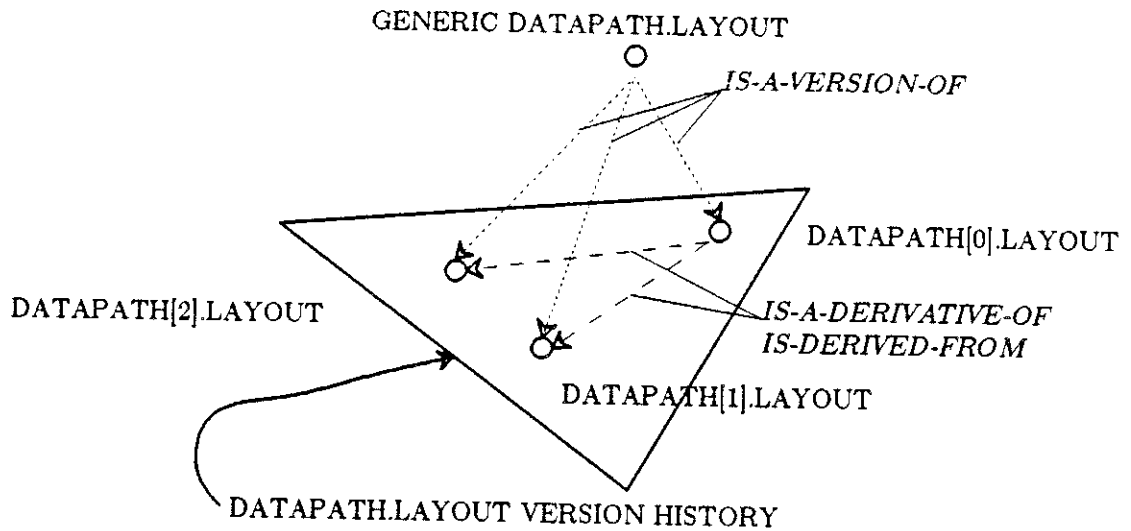 GENERIC DATAPATH.LAYOUT
IS-A-VERSION-OF
DATAPATH[0].LAYOUT
DATAPATH[2].LAYOUT
IS-A-DERIVATIVE-OF
IS-DERIVED-FROM
DATAPATH[1].LAYOUT
DATAPATH.LAYOUT VERSION HISTORY